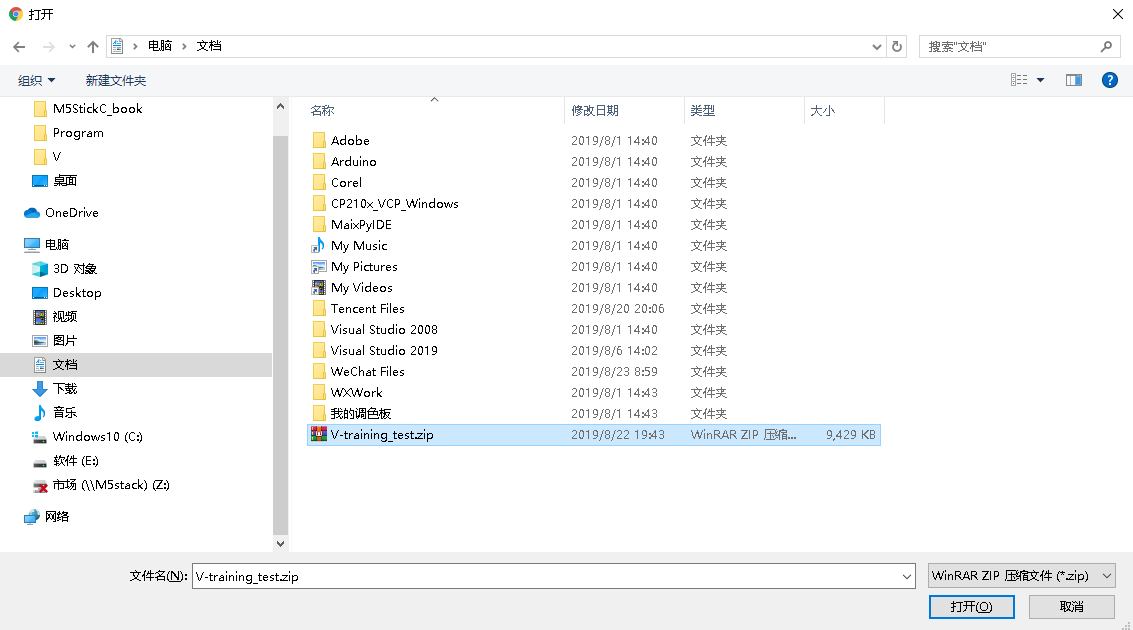 打开
电脑 文档
搜索"文档"
组织 新建文件夹
M5StickC_book
Program
V
桌面
OneDrive
电脑
3D 对象
Desktop
视频
图片
文档
下载
音乐
Windows10 (C:)
软件 (E:)
市场 (\\M5stack) (Z:)
网络
名称 修改日期 类型 大小
Adobe 2019/8/1 14:40 文件夹
Arduino 2019/8/1 14:40 文件夹
Corel 2019/8/1 14:40 文件夹
CP210x_VCP_Windows 2019/8/1 14:40 文件夹
MaixPyIDE 2019/8/1 14:40 文件夹
My Music 2019/8/1 14:40 文件夹
My Pictures 2019/8/1 14:40 文件夹
My Videos 2019/8/1 14:40 文件夹
Tencent Files 2019/8/20 20:06 文件夹
Visual Studio 2008 2019/8/1 14:40 文件夹
Visual Studio 2019 2019/8/6 14:02 文件夹
WeChat Files 2019/8/23 8:59 文件夹
WXWork 2019/8/1 14:43 文件夹
我的调色板 2019/8/1 14:43 文件夹
V-training_test.zip 2019/8/22 19:43 WinRAR ZIP 压缩... 9,429 KB
文件名(N): V-training_test.zip WinRAR ZIP 压缩文件 (*.zip)
打开(O) 取消